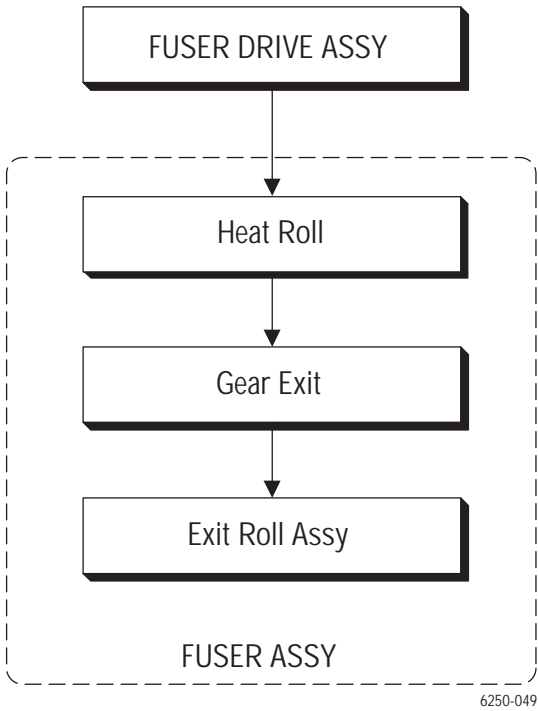 FUSER DRIVE ASSY
Heat Roll
Gear Exit
Exit Roll Assy
FUSER ASSY
6250-049